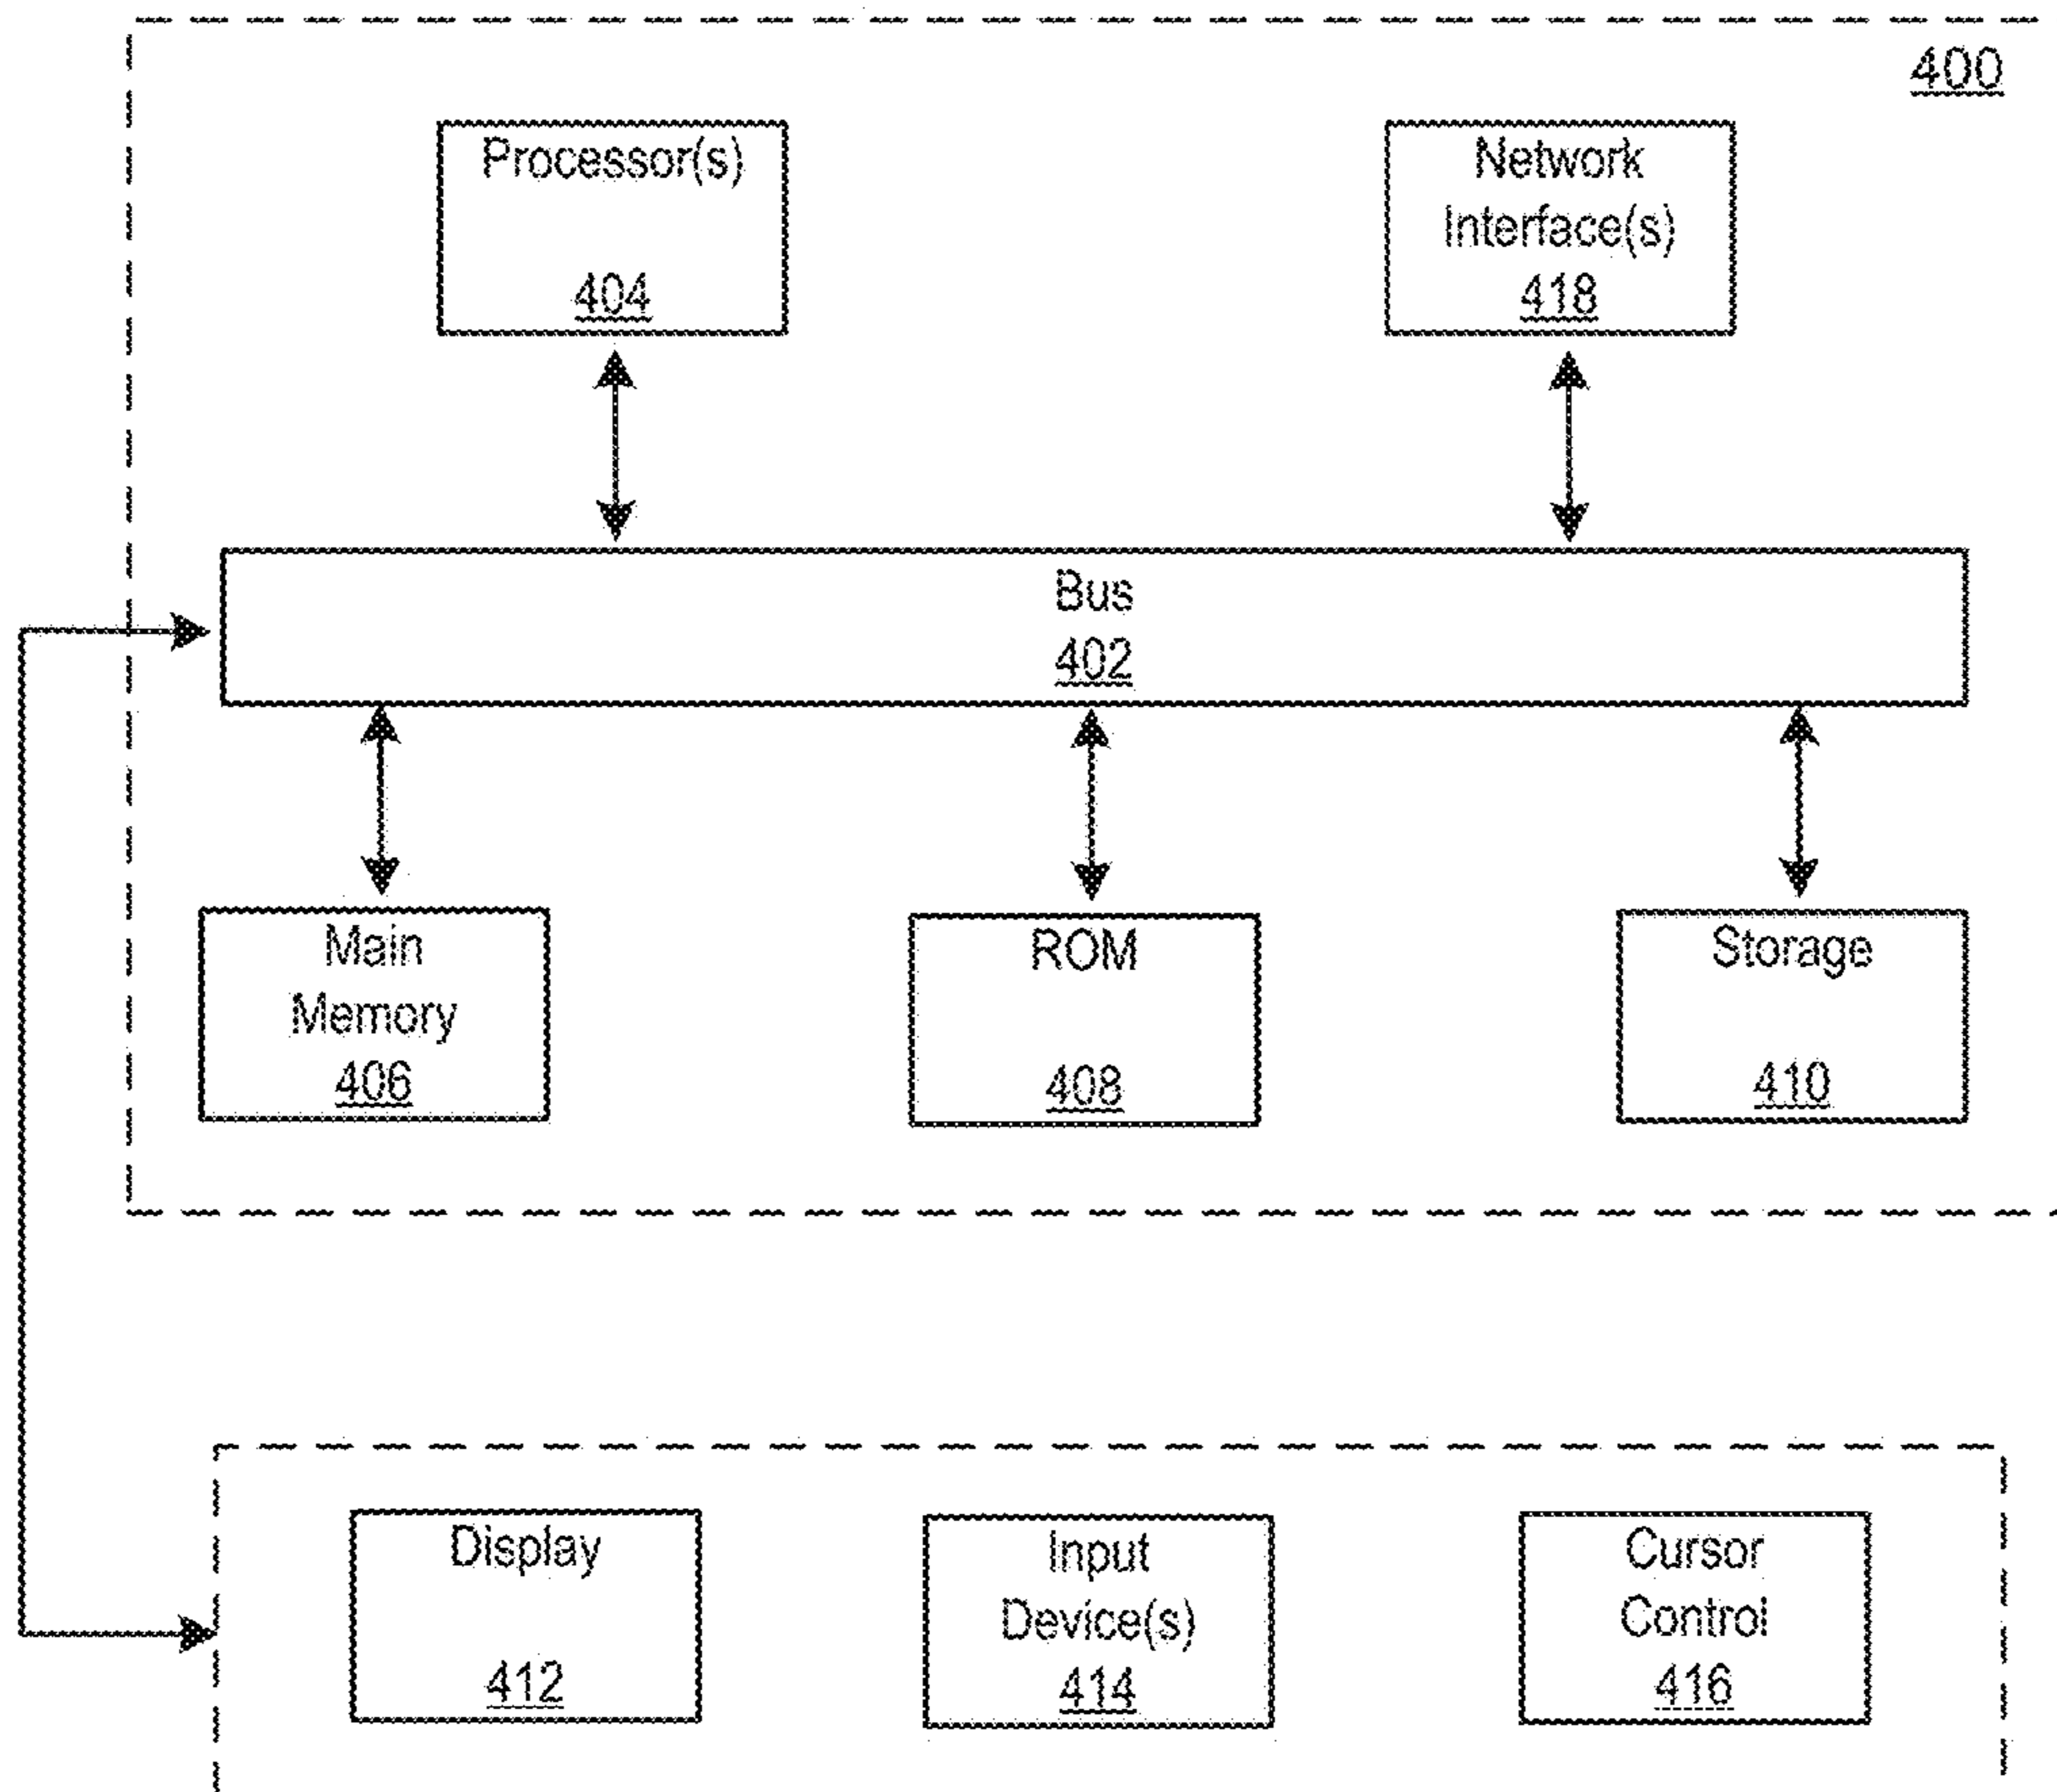 400
Processor(s)
404
Network
Interface(s)
418
Bus
402
Main
Memory
406
ROM
408
Storage
410
Display
412
Input
Device(s)
414
Cursor
Control
416